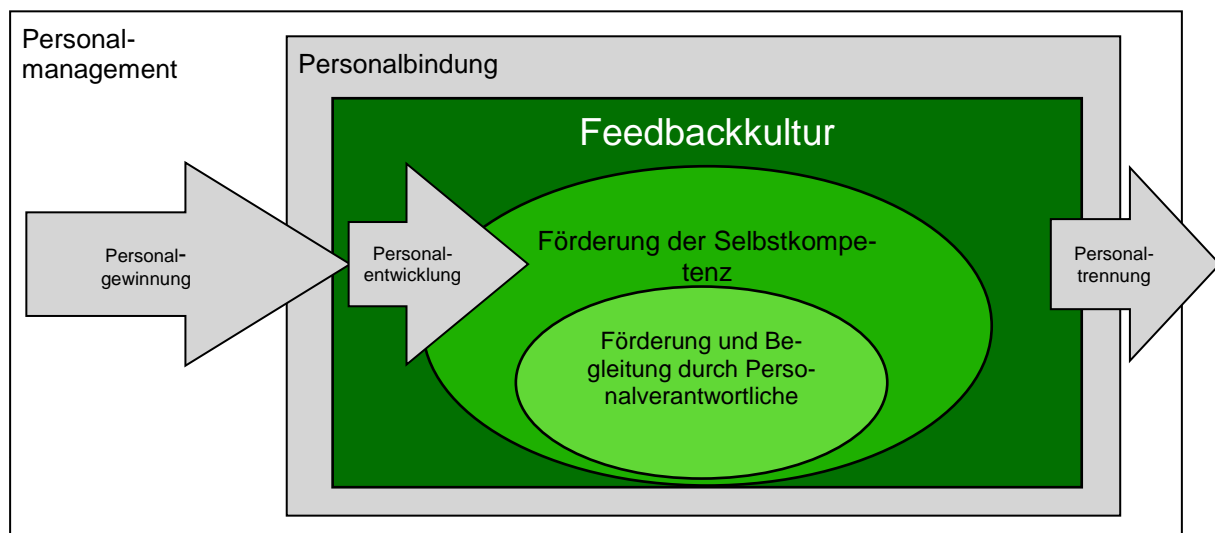 Personal-
management
Personalbindung
Feedbackkultur
Personal-
gewinnung
Personal-
entwicklung
Förderung der Selbstkompe-
tenz
Förderung und Be-
gleitung durch Perso-
nalverantwortliche
Personal-
trennung